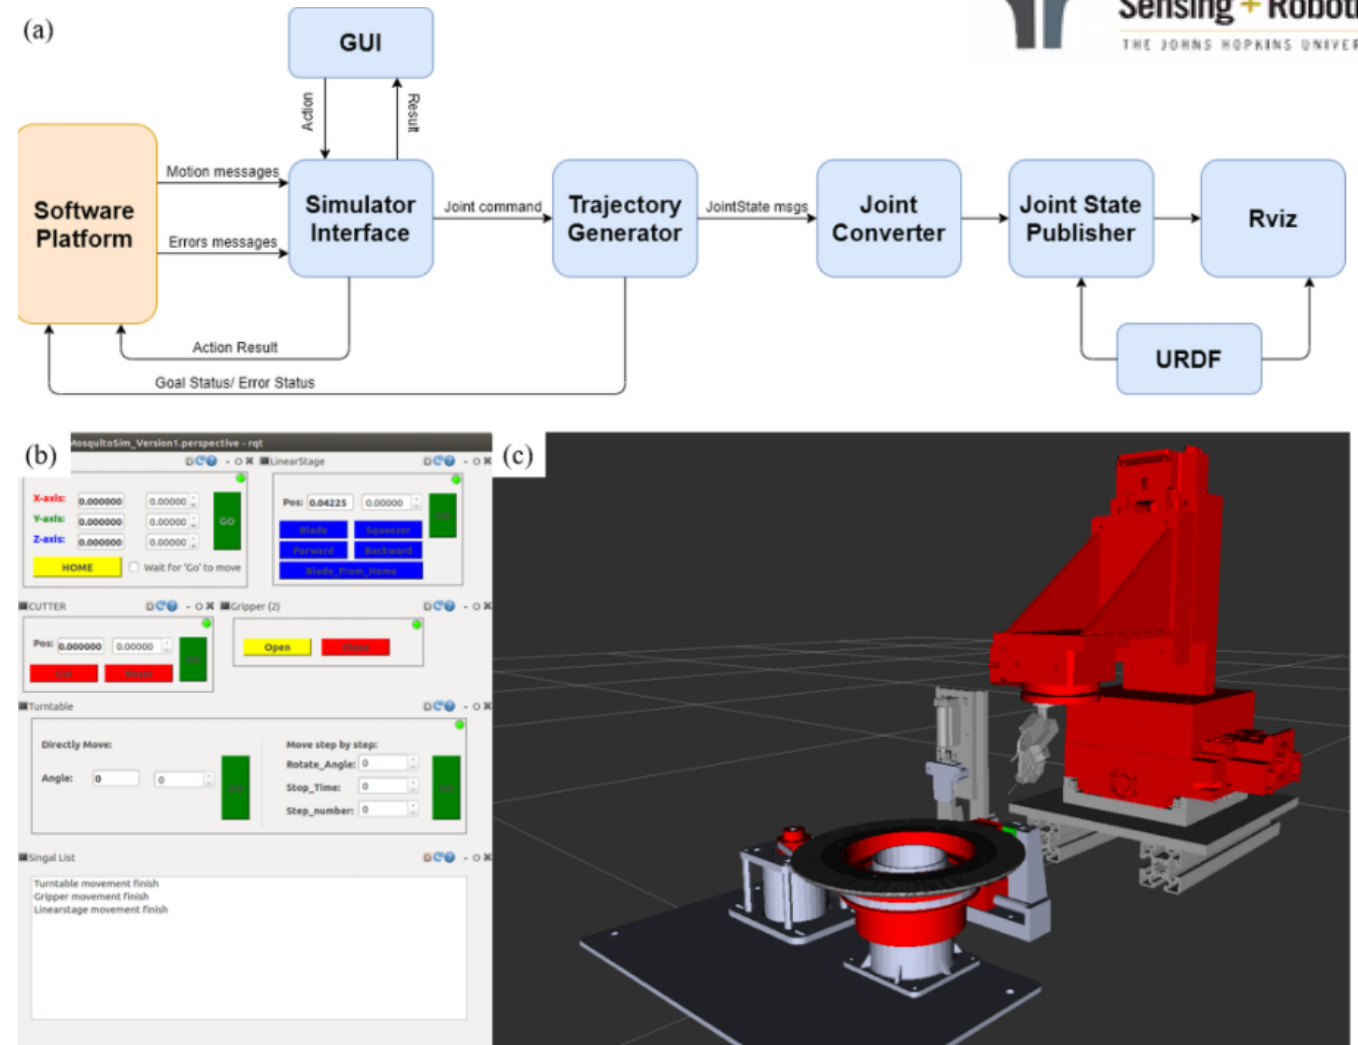 (a)
Sensing + Roboti
THE JOHNS HOPKINS UNIVER
GUI
Action
Result
Software
Platform
Motion messages
Errors messages
Simulator
Interface
Joint command
Trajectory
Generator
JointState msgs
Joint
Converter
Joint State
Publisher
Rviz
Action Result
Goal Status/ Error Status
URDF
(b)
MosquitoSim_Version1.perspective - rqt
LinearStage
X-axis: 0.000000 0.00000
Y-axis: 0.000000 0.00000
Z-axis: 0.000000 0.00000
GO
HOME
Wait for 'Go' to move
Pos: 0.04225 0.00000
Blade
Squeezer
Forward
Backward
Blade_From_Home
CUTTER
Pos: 0.000000 0.00000
Gripper (2)
Open
Close
Turntable
Directly Move:
Angle: 0 0
Move step by step:
Rotate_Angle: 0
Stop_Time: 0
Step_number: 0
Singal List
Turntable movement finish
Gripper movement finish
Linearstage movement finish
(c)